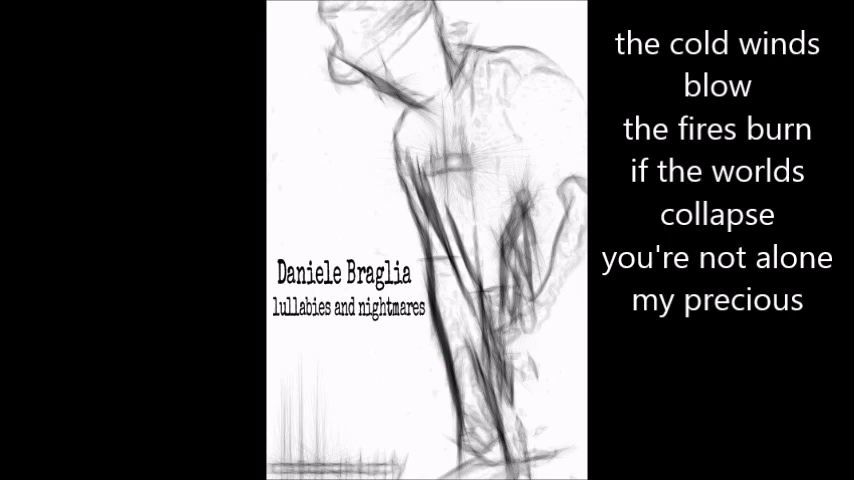 Daniele Braglia
lullabies and nightmares
the cold winds
blow
the fires burn
if the worlds
collapse
you're not alone
my precious